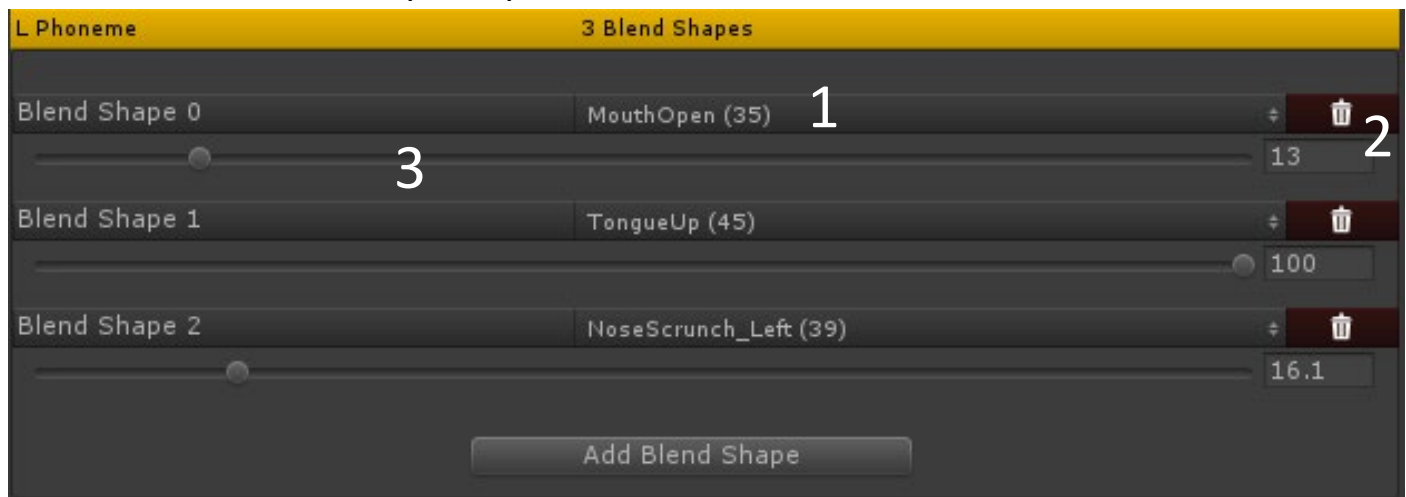 L Phoneme 3 Blend Shapes
Blend Shape 0 MouthOpen (35) 1
2
3 13
Blend Shape 1 TongueUp (45)
100
Blend Shape 2 NoseScrunch_Left (39)
16.1
Add Blend Shape